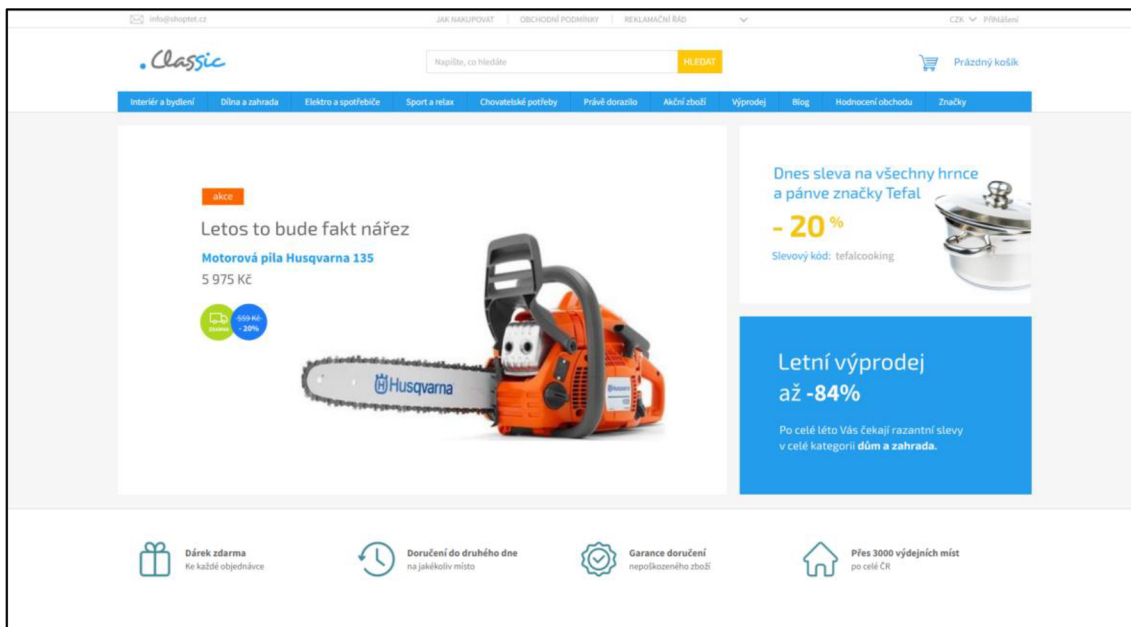 info@shoptet.cz
JAK NAKUPOVAT
OBCHODNÍ PODMÍNKY
REKLAMAČNÍ ŘÁD
CZK
Přihlášení
.Classic
Napište, co hledáte
HLEDAT
Prázdný košík
Interiér a bydlení
Dílna a zahrada
Elektro a spotřebiče
Sport a relax
Chovatelské potřeby
Právě dorazilo
Akční zboží
Výprodej
Blog
Hodnocení obchodu
Značky
akce
Letos to bude fakt nářez
Motorová pila Husqvarna 135
5 975 Kč
ZDARMA
559 Kč
- 20%
Husqvarna
Dnes sleva na všechny hrnce
a pánve značky Tefal
- 20 %
Slevový kód: tefalcooking
Letní výprodej
až -84%
Po celé léto Vás čekají razantní slevy
v celé kategorii dům a zahrada.
Dárek zdarma
Ke každé objednávce
Doručení do druhého dne
na jakékoliv místo
Garance doručení
nepoškozeného zboží
Přes 3000 výdejních míst
po celé ČR